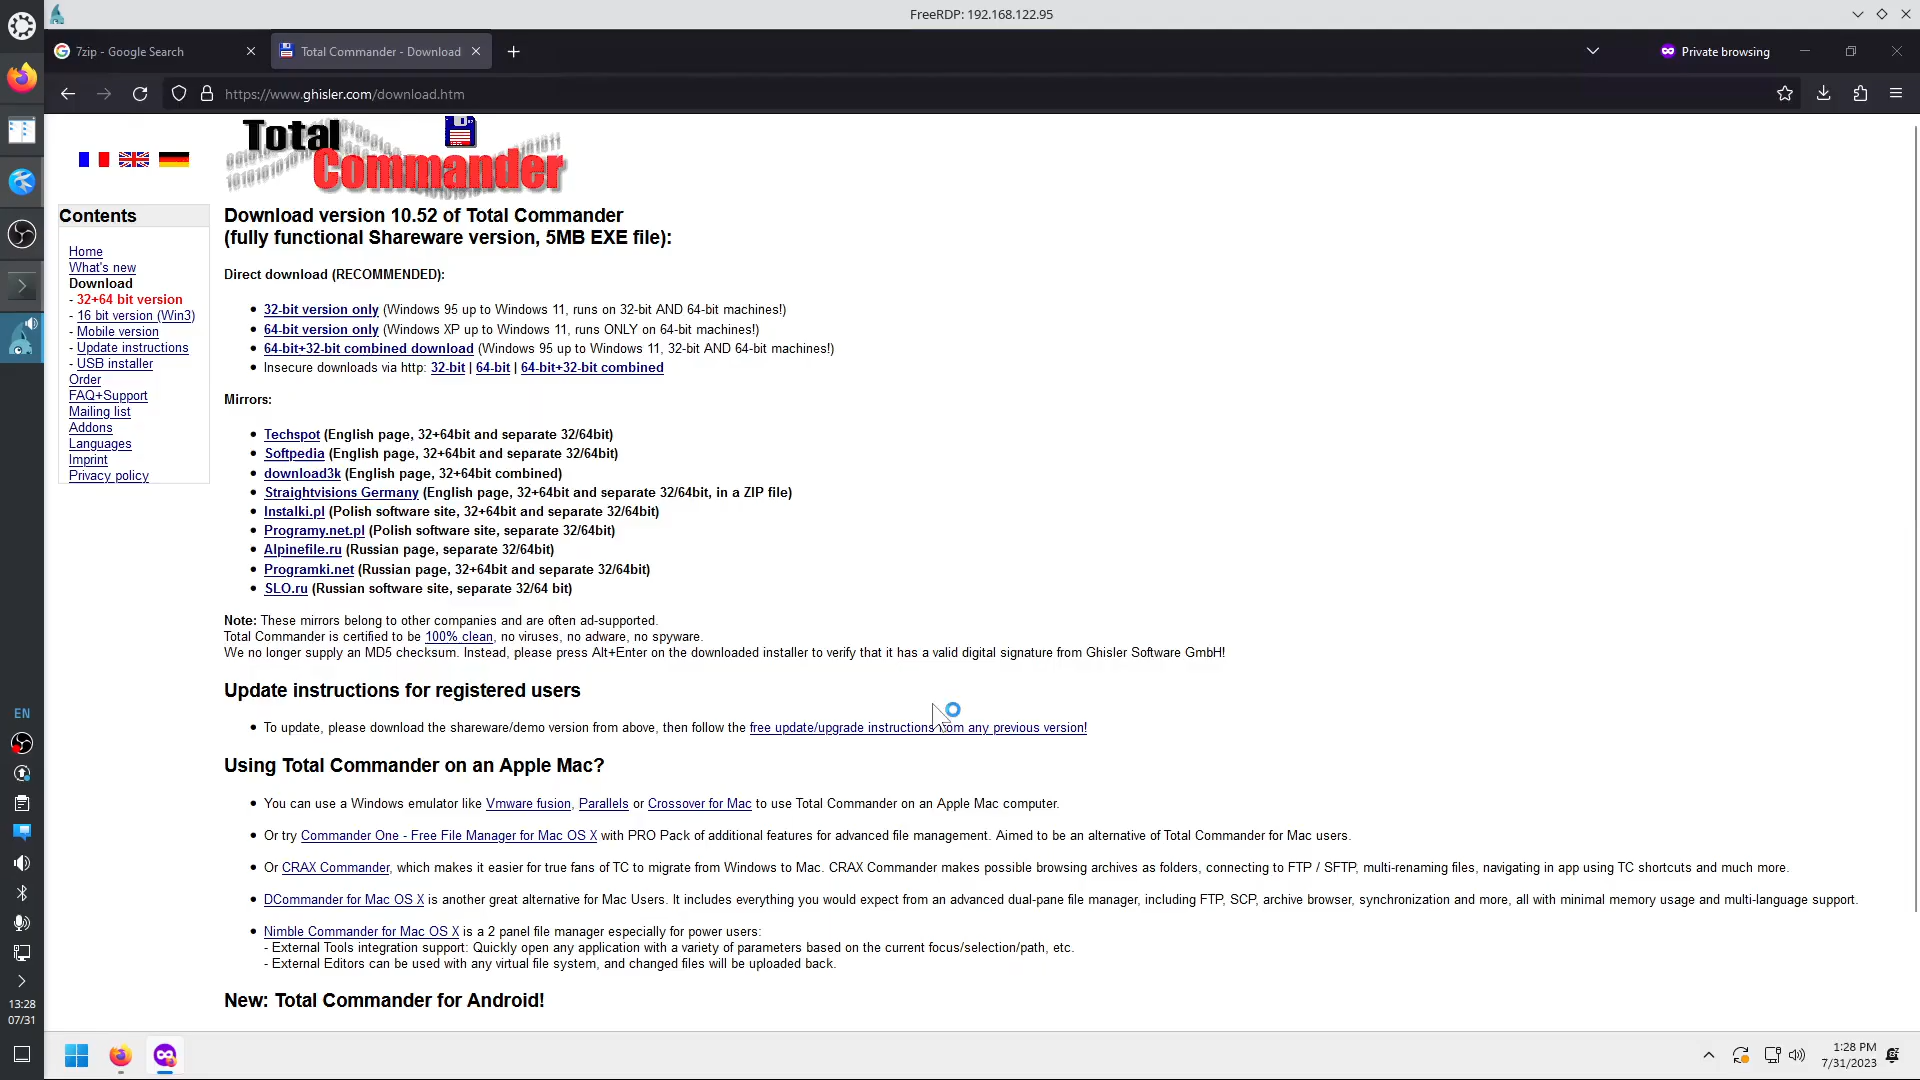 FreeRDP: 192.168.122.95
7zip - Google Search
Total Commander - Download
Private browsing
https://www.ghisler.com/download.htm
Total
Commander
Contents
Home
What's new
Download
- 32+64 bit version
- 16 bit version (Win3)
- Mobile version
- Update instructions
- USB installer
Order
FAQ+Support
Mailing list
Addons
Languages
Imprint
Privacy policy
Download version 10.52 of Total Commander
(fully functional Shareware version, 5MB EXE file):
Direct download (RECOMMENDED):
• 32-bit version only (Windows 95 up to Windows 11, runs on 32-bit AND 64-bit machines!)
• 64-bit version only (Windows XP up to Windows 11, runs ONLY on 64-bit machines!)
• 64-bit+32-bit combined download (Windows 95 up to Windows 11, 32-bit AND 64-bit machines!)
• Insecure downloads via http: 32-bit | 64-bit | 64-bit+32-bit combined
Mirrors:
• Techspot (English page, 32+64bit and separate 32/64bit)
• Softpedia (English page, 32+64bit and separate 32/64bit)
• download3k (English page, 32+64bit combined)
• Straightvisions Germany (English page, 32+64bit and separate 32/64bit, in a ZIP file)
• Instalki.pl (Polish software site, 32+64bit and separate 32/64bit)
• Programy.net.pl (Polish software site, separate 32/64bit)
• Alpinefile.ru (Russian page, separate 32/64bit)
• Programki.net (Russian page, 32+64bit and separate 32/64bit)
• SLO.ru (Russian software site, separate 32/64 bit)
Note: These mirrors belong to other companies and are often ad-supported.
Total Commander is certified to be 100% clean, no viruses, no adware, no spyware.
We no longer supply an MD5 checksum. Instead, please press Alt+Enter on the downloaded installer to verify that it has a valid digital signature from Ghisler Software GmbH!
Update instructions for registered users
• To update, please download the shareware/demo version from above, then follow the free update/upgrade instructions from any previous version!
Using Total Commander on an Apple Mac?
• You can use a Windows emulator like Vmware fusion, Parallels or Crossover for Mac to use Total Commander on an Apple Mac computer.
• Or try Commander One - Free File Manager for Mac OS X with PRO Pack of additional features for advanced file management. Aimed to be an alternative of Total Commander for Mac users.
• Or CRAX Commander, which makes it easier for true fans of TC to migrate from Windows to Mac. CRAX Commander makes possible browsing archives as folders, connecting to FTP / SFTP, multi-renaming files, navigating in app using TC shortcuts and much more.
• DCommander for Mac OS X is another great alternative for Mac Users. It includes everything you would expect from an advanced dual-pane file manager, including FTP, SCP, archive browser, synchronization and more, all with minimal memory usage and multi-language support.
• Nimble Commander for Mac OS X is a 2 panel file manager especially for power users:
- External Tools integration support: Quickly open any application with a variety of parameters based on the current focus/selection/path, etc.
- External Editors can be used with any virtual file system, and changed files will be uploaded back.
New: Total Commander for Android!
EN
13:28
07/31
1:28 PM
7/31/2023